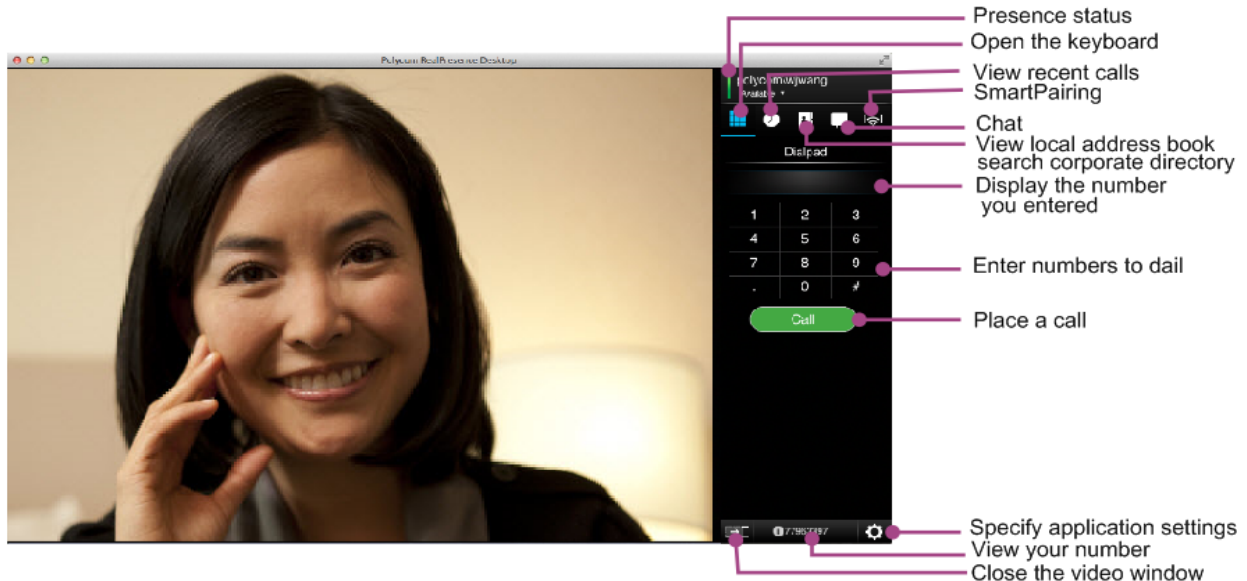 Presence status
Open the keyboard
Polycom RealPresence Desktop
View recent calls
polycom\wjwang
SmartPairing
Available
Chat
View local address book
search corporate directory
Dialpad
Display the number
you entered
1 2 3
4 5 6
7 8 9
Enter numbers to dail
. 0 #
Call
Place a call
Specify application settings
View your number
Close the video window